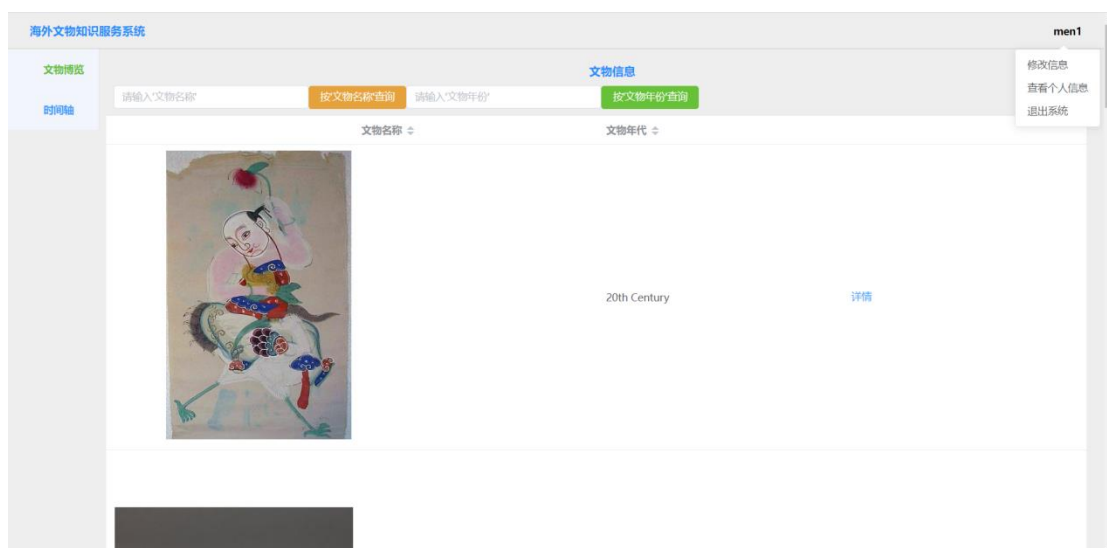 海外文物知识服务系统
men1
文物博览
时间轴
文物信息
修改信息
查看个人信息
退出系统
请输入'文物名称'
按'文物名称'查询
请输入'文物年份'
按'文物年份'查询
文物名称
文物年代
20th Century
详情